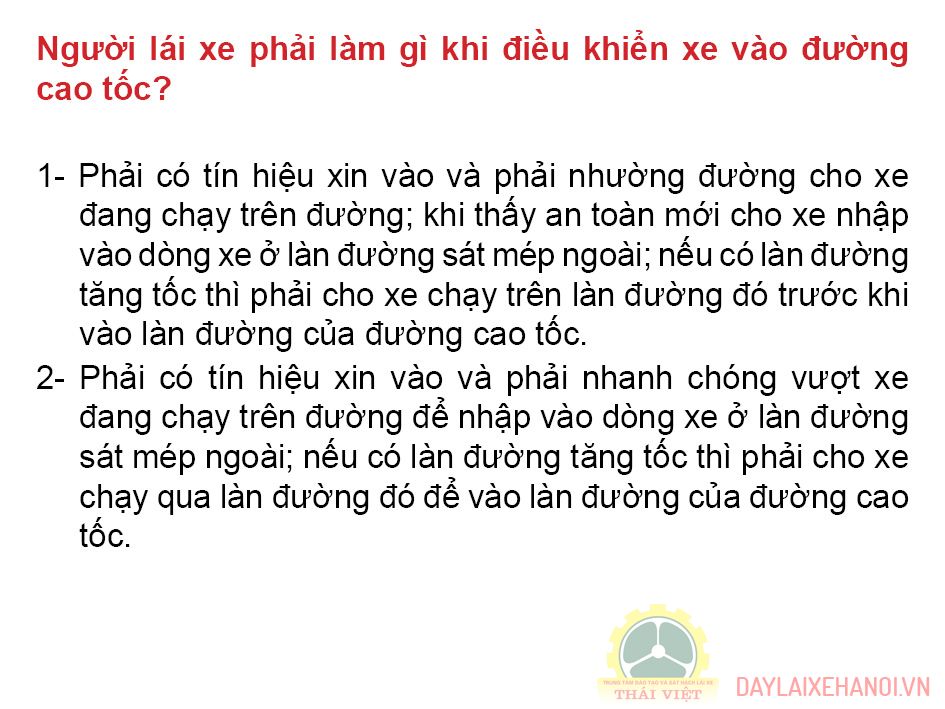 Người lái xe phải làm gì khi điều khiển xe vào đường
cao tốc?
1- Phải có tín hiệu xin vào và phải nhường đường cho xe
đang chạy trên đường; khi thấy an toàn mới cho xe nhập
vào dòng xe ở làn đường sát mép ngoài; nếu có làn đường
tăng tốc thì phải cho xe chạy trên làn đường đó trước khi
vào làn đường của đường cao tốc.
2- Phải có tín hiệu xin vào và phải nhanh chóng vượt xe
đang chạy trên đường để nhập vào dòng xe ở làn đường
sát mép ngoài; nếu có làn đường tăng tốc thì phải cho xe
chạy qua làn đường đó để vào làn đường của đường cao
tốc.
TRUNG TÂM ĐÀO TẠO VÀ SÁT HẠCH LÁI XE
THÁI VIỆT
DAYLAIXEHANOI.VN